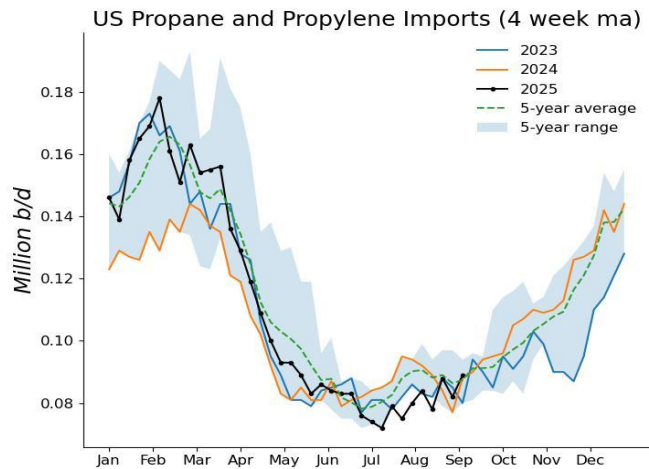 US Propane and Propylene Imports (4 week ma)
2023
2024
2025
5-year average
5-year range
Million b/d
0.18
0.16
0.14
0.12
0.10
0.08
Jan Feb Mar Apr May Jun Jul Aug Sep Oct Nov Dec